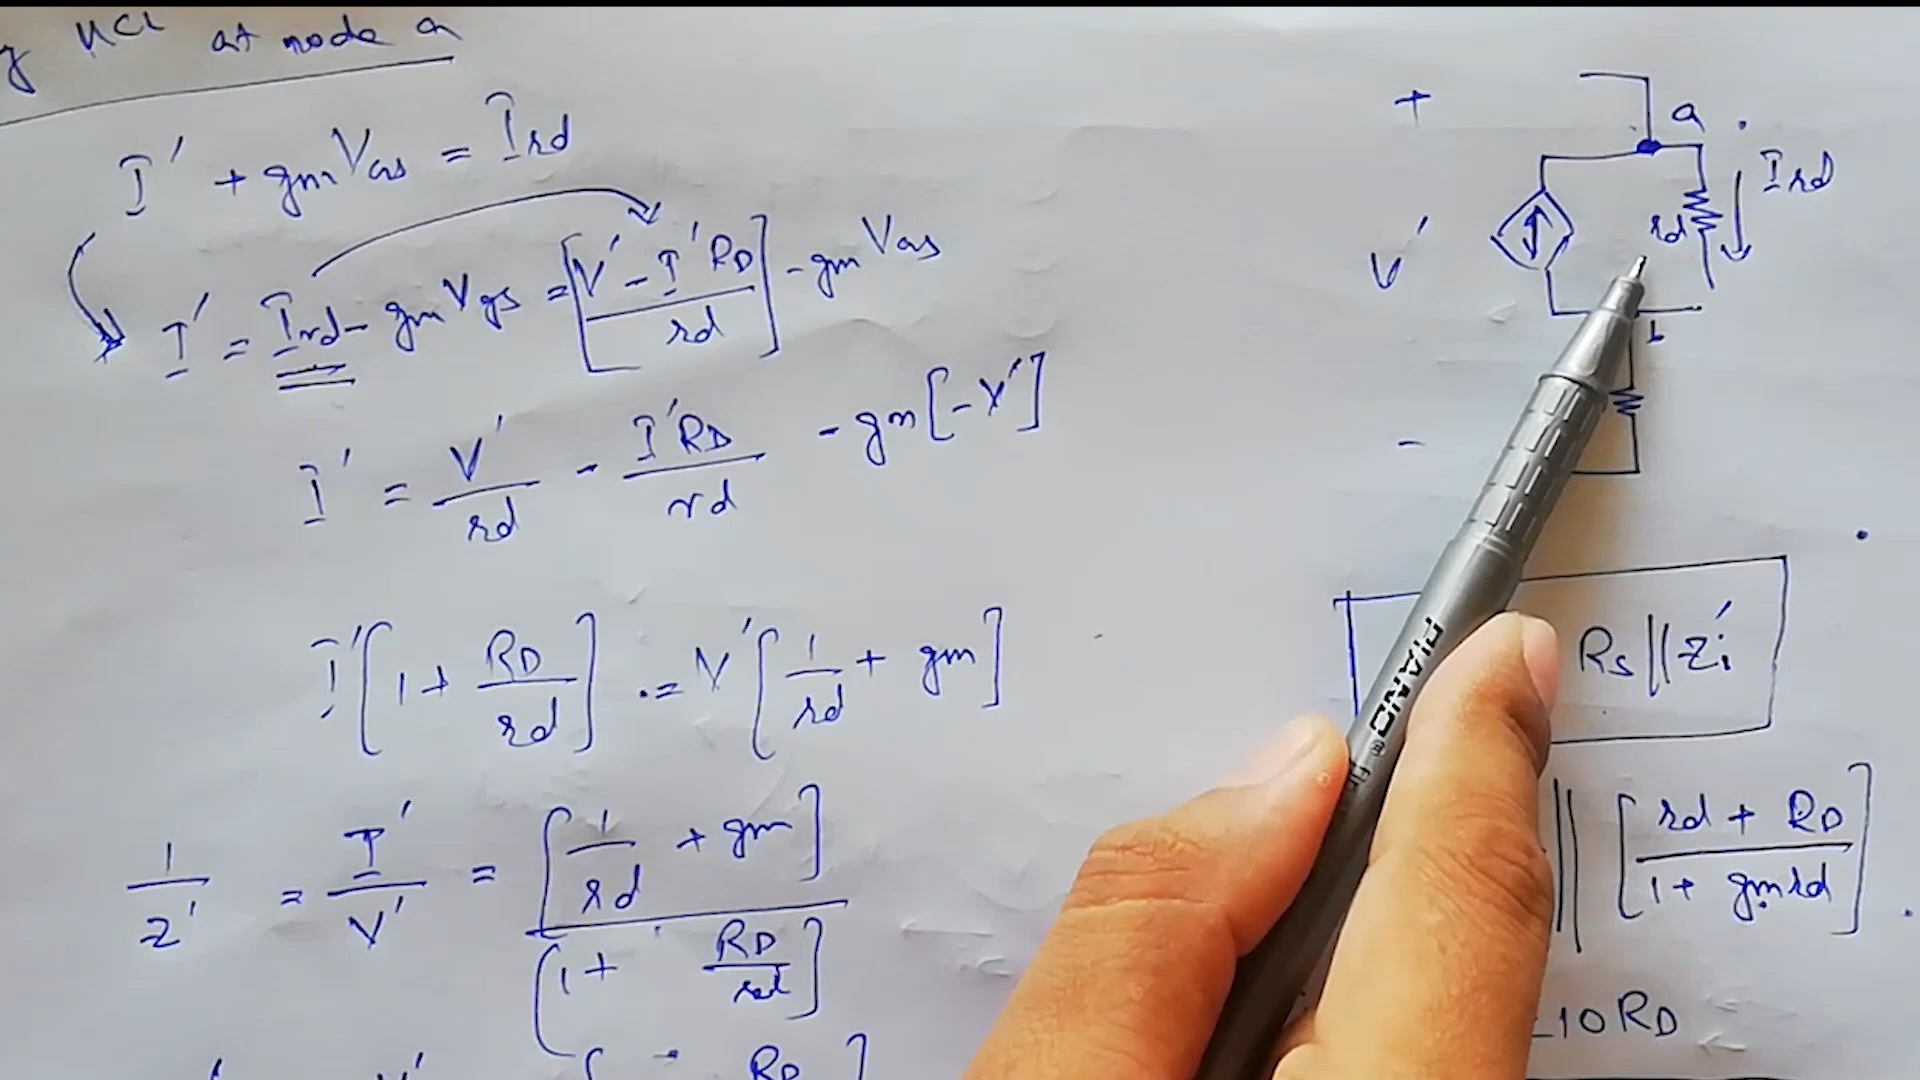 y KCL at node a
I' + gm Vgs = Ird
I' = Ird - gm Vgs = [V' - I' RD / rd] - gm Vgs
I' = V' / rd - I' RD / rd - gm [-V']
I' [1 + RD / rd] = V' [1 / rd + gm]
1 / Z' = I' / V' = [1 / rd + gm] / [1 + RD / rd]
' V' [ RD ]
+ a
Ird
rd
V'
b
-
Rs || Zi'
|| [rd + RD / 1 + gm rd]
10 RD
PIANO